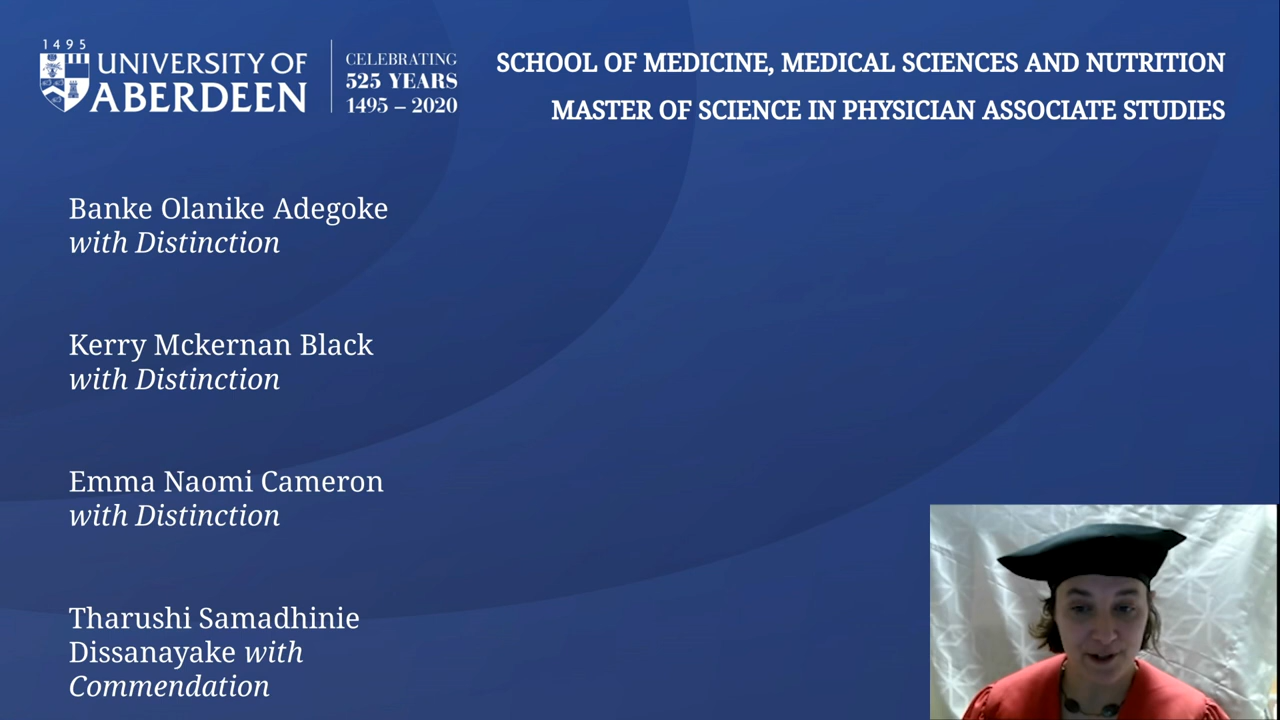 1495
UNIVERSITY OF
ABERDEEN
CELEBRATING
525 YEARS
1495 – 2020
SCHOOL OF MEDICINE, MEDICAL SCIENCES AND NUTRITION
MASTER OF SCIENCE IN PHYSICIAN ASSOCIATE STUDIES
Banke Olanike Adegoke
with Distinction
Kerry Mckernan Black
with Distinction
Emma Naomi Cameron
with Distinction
Tharushi Samadhinie
Dissanayake with
Commendation